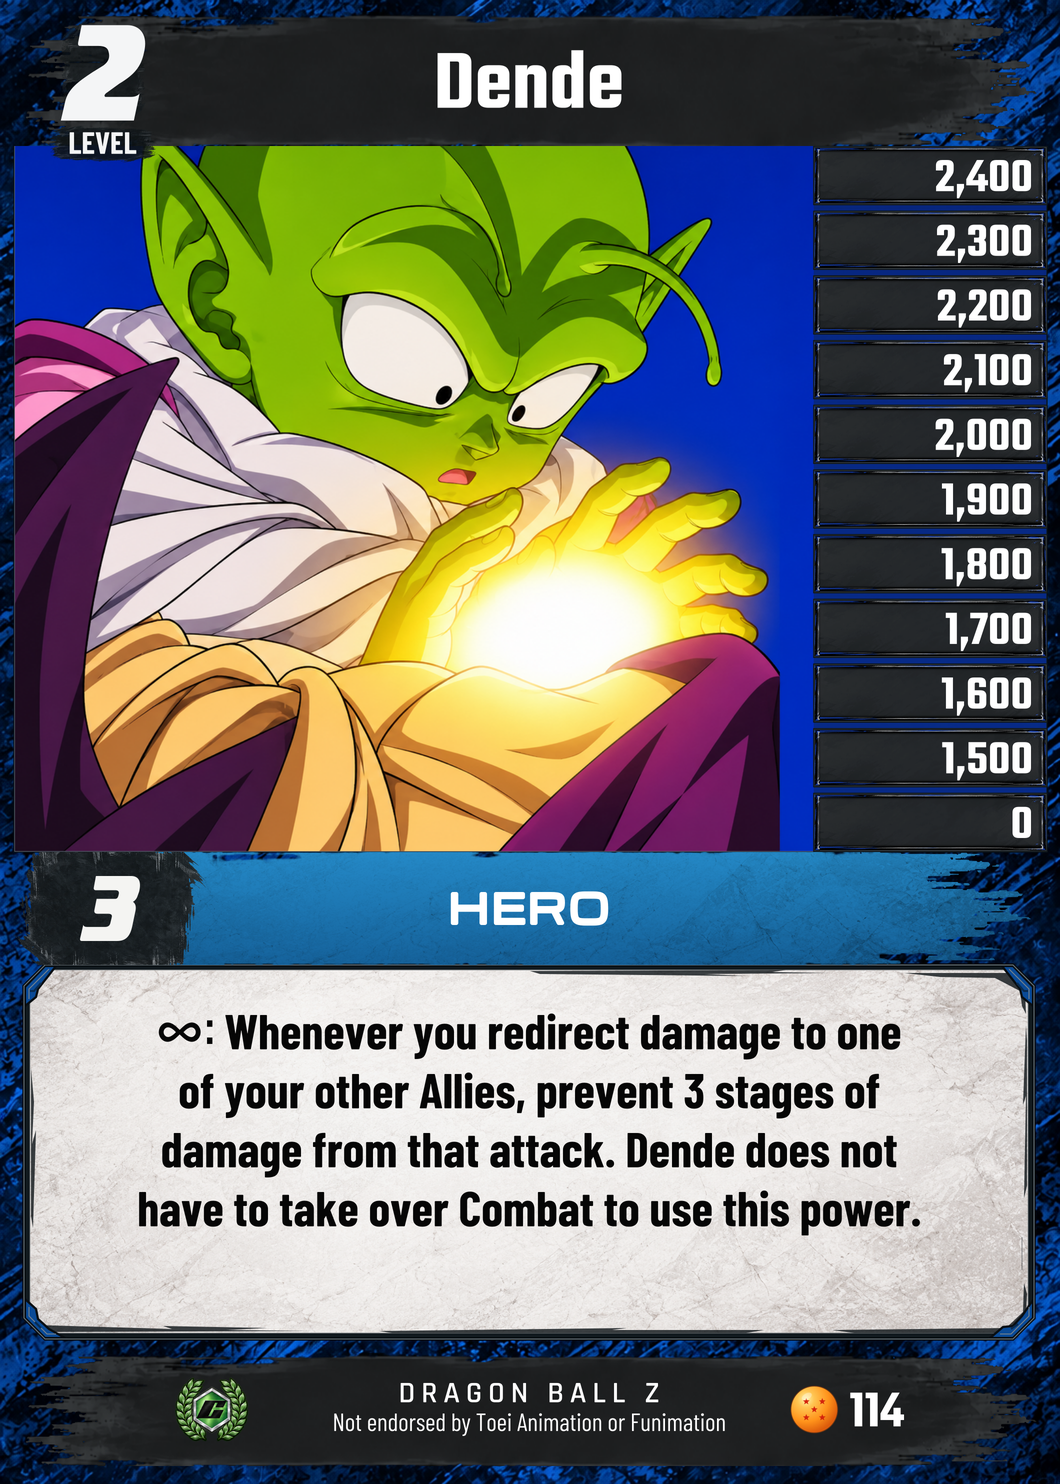 2
LEVEL
Dende
2,400
2,300
2,200
2,100
2,000
1,900
1,800
1,700
1,600
1,500
0
3
HERO
∞: Whenever you redirect damage to one
of your other Allies, prevent 3 stages of
damage from that attack. Dende does not
have to take over Combat to use this power.
DRAGON BALL Z
Not endorsed by Toei Animation or Funimation
114